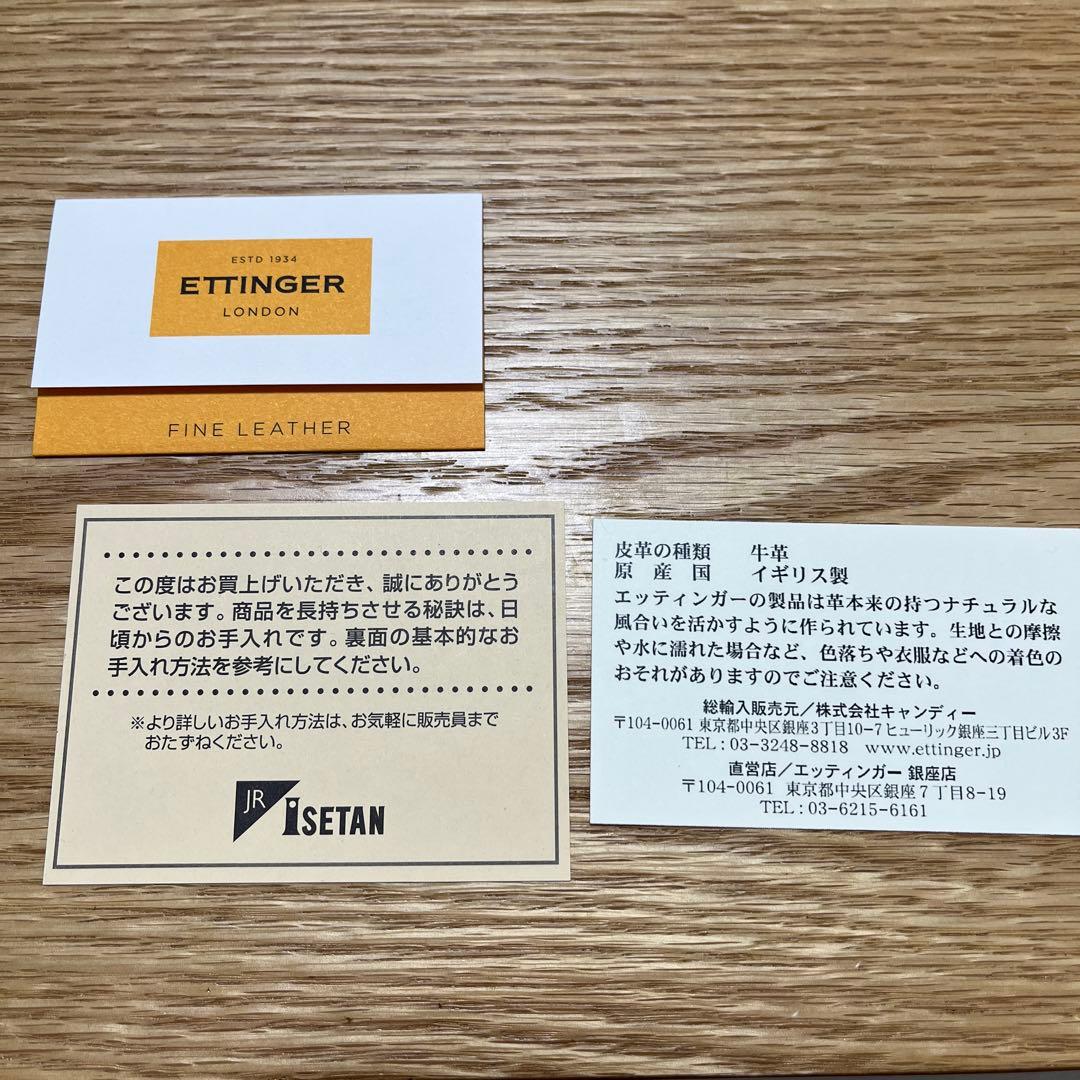 ESTD 1934
ETTINGER
LONDON
FINE LEATHER
この度はお買上げいただき、誠にありがとう
ございます。商品を長持ちさせる秘訣は、日
頃からのお手入れです。裏面の基本的なお
手入れ方法を参考にしてください。
※より詳しいお手入れ方法は、お気軽に販売員まで
おたずねください。
JR
iSETAN
皮革の種類 牛革
原産国 イギリス製
エッティンガーの製品は革本来の持つナチュラルな
風合いを活かすように作られています。生地との摩擦
や水に濡れた場合など、色落ちや衣服などへの着色の
おそれがありますのでご注意ください。
総輸入販売元/株式会社キャンディー
〒104-0061 東京都中央区銀座3丁目10-7 ヒューリック銀座三丁目ビル3F
TEL:03-3248-8818 www.ettinger.jp
直営店/エッティンガー 銀座店
〒104-0061 東京都中央区銀座7丁目8-19
TEL:03-6215-6161